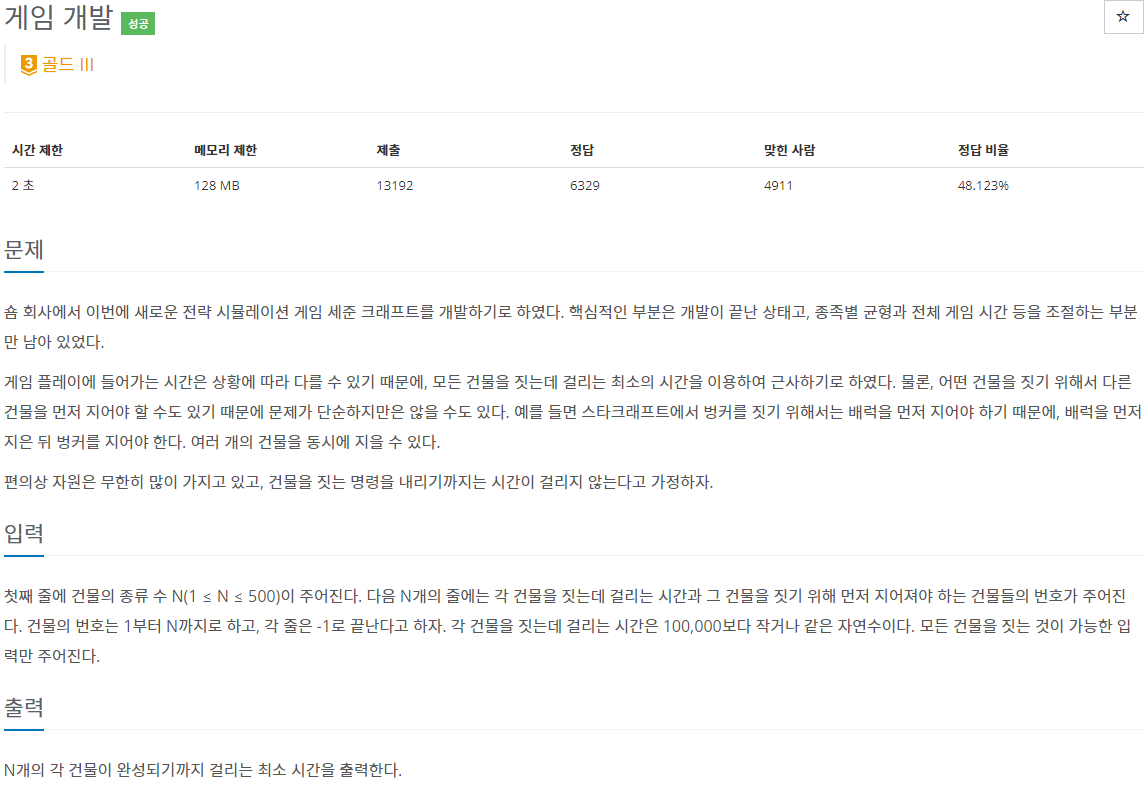 게임 개발 성공
☆
3 골드 III
시간 제한 메모리 제한 제출 정답 맞힌 사람 정답 비율
2 초 128 MB 13192 6329 4911 48.123%
문제
숌 회사에서 이번에 새로운 전략 시뮬레이션 게임 세준 크래프트를 개발하기로 하였다. 핵심적인 부분은 개발이 끝난 상태고, 종족별 균형과 전체 게임 시간 등을 조절하는 부분
만 남아 있었다.
게임 플레이에 들어가는 시간은 상황에 따라 다를 수 있기 때문에, 모든 건물을 짓는데 걸리는 최소의 시간을 이용하여 근사하기로 하였다. 물론, 어떤 건물을 짓기 위해서 다른
건물을 먼저 지어야 할 수도 있기 때문에 문제가 단순하지만은 않을 수도 있다. 예를 들면 스타크래프트에서 벙커를 짓기 위해서는 배럭을 먼저 지어야 하기 때문에, 배럭을 먼저
지은 뒤 벙커를 지어야 한다. 여러 개의 건물을 동시에 지을 수 있다.
편의상 자원은 무한히 많이 가지고 있고, 건물을 짓는 명령을 내리기까지는 시간이 걸리지 않는다고 가정하자.
입력
첫째 줄에 건물의 종류 수 N(1 ≤ N ≤ 500)이 주어진다. 다음 N개의 줄에는 각 건물을 짓는데 걸리는 시간과 그 건물을 짓기 위해 먼저 지어져야 하는 건물들의 번호가 주어진
다. 건물의 번호는 1부터 N까지로 하고, 각 줄은 -1로 끝난다고 하자. 각 건물을 짓는데 걸리는 시간은 100,000보다 작거나 같은 자연수이다. 모든 건물을 짓는 것이 가능한 입
력만 주어진다.
출력
N개의 각 건물이 완성되기까지 걸리는 최소 시간을 출력한다.